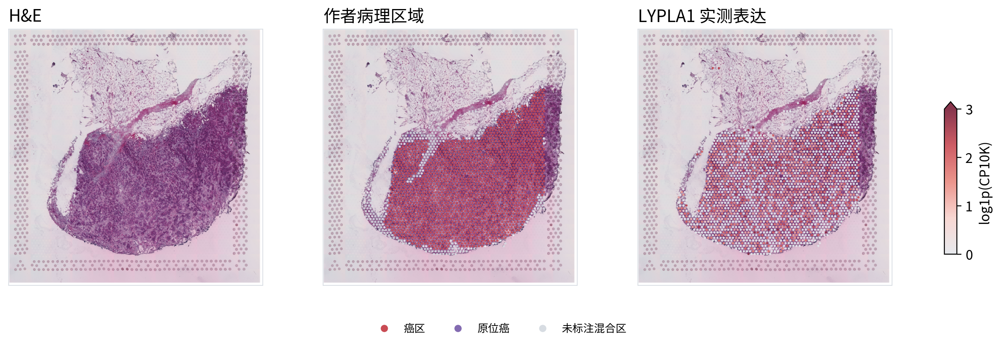 H&E
作者病理区域
LYPLA1 实测表达
3
2
1
0
log1p(CP10K)
癌区
原位癌
未标注混合区